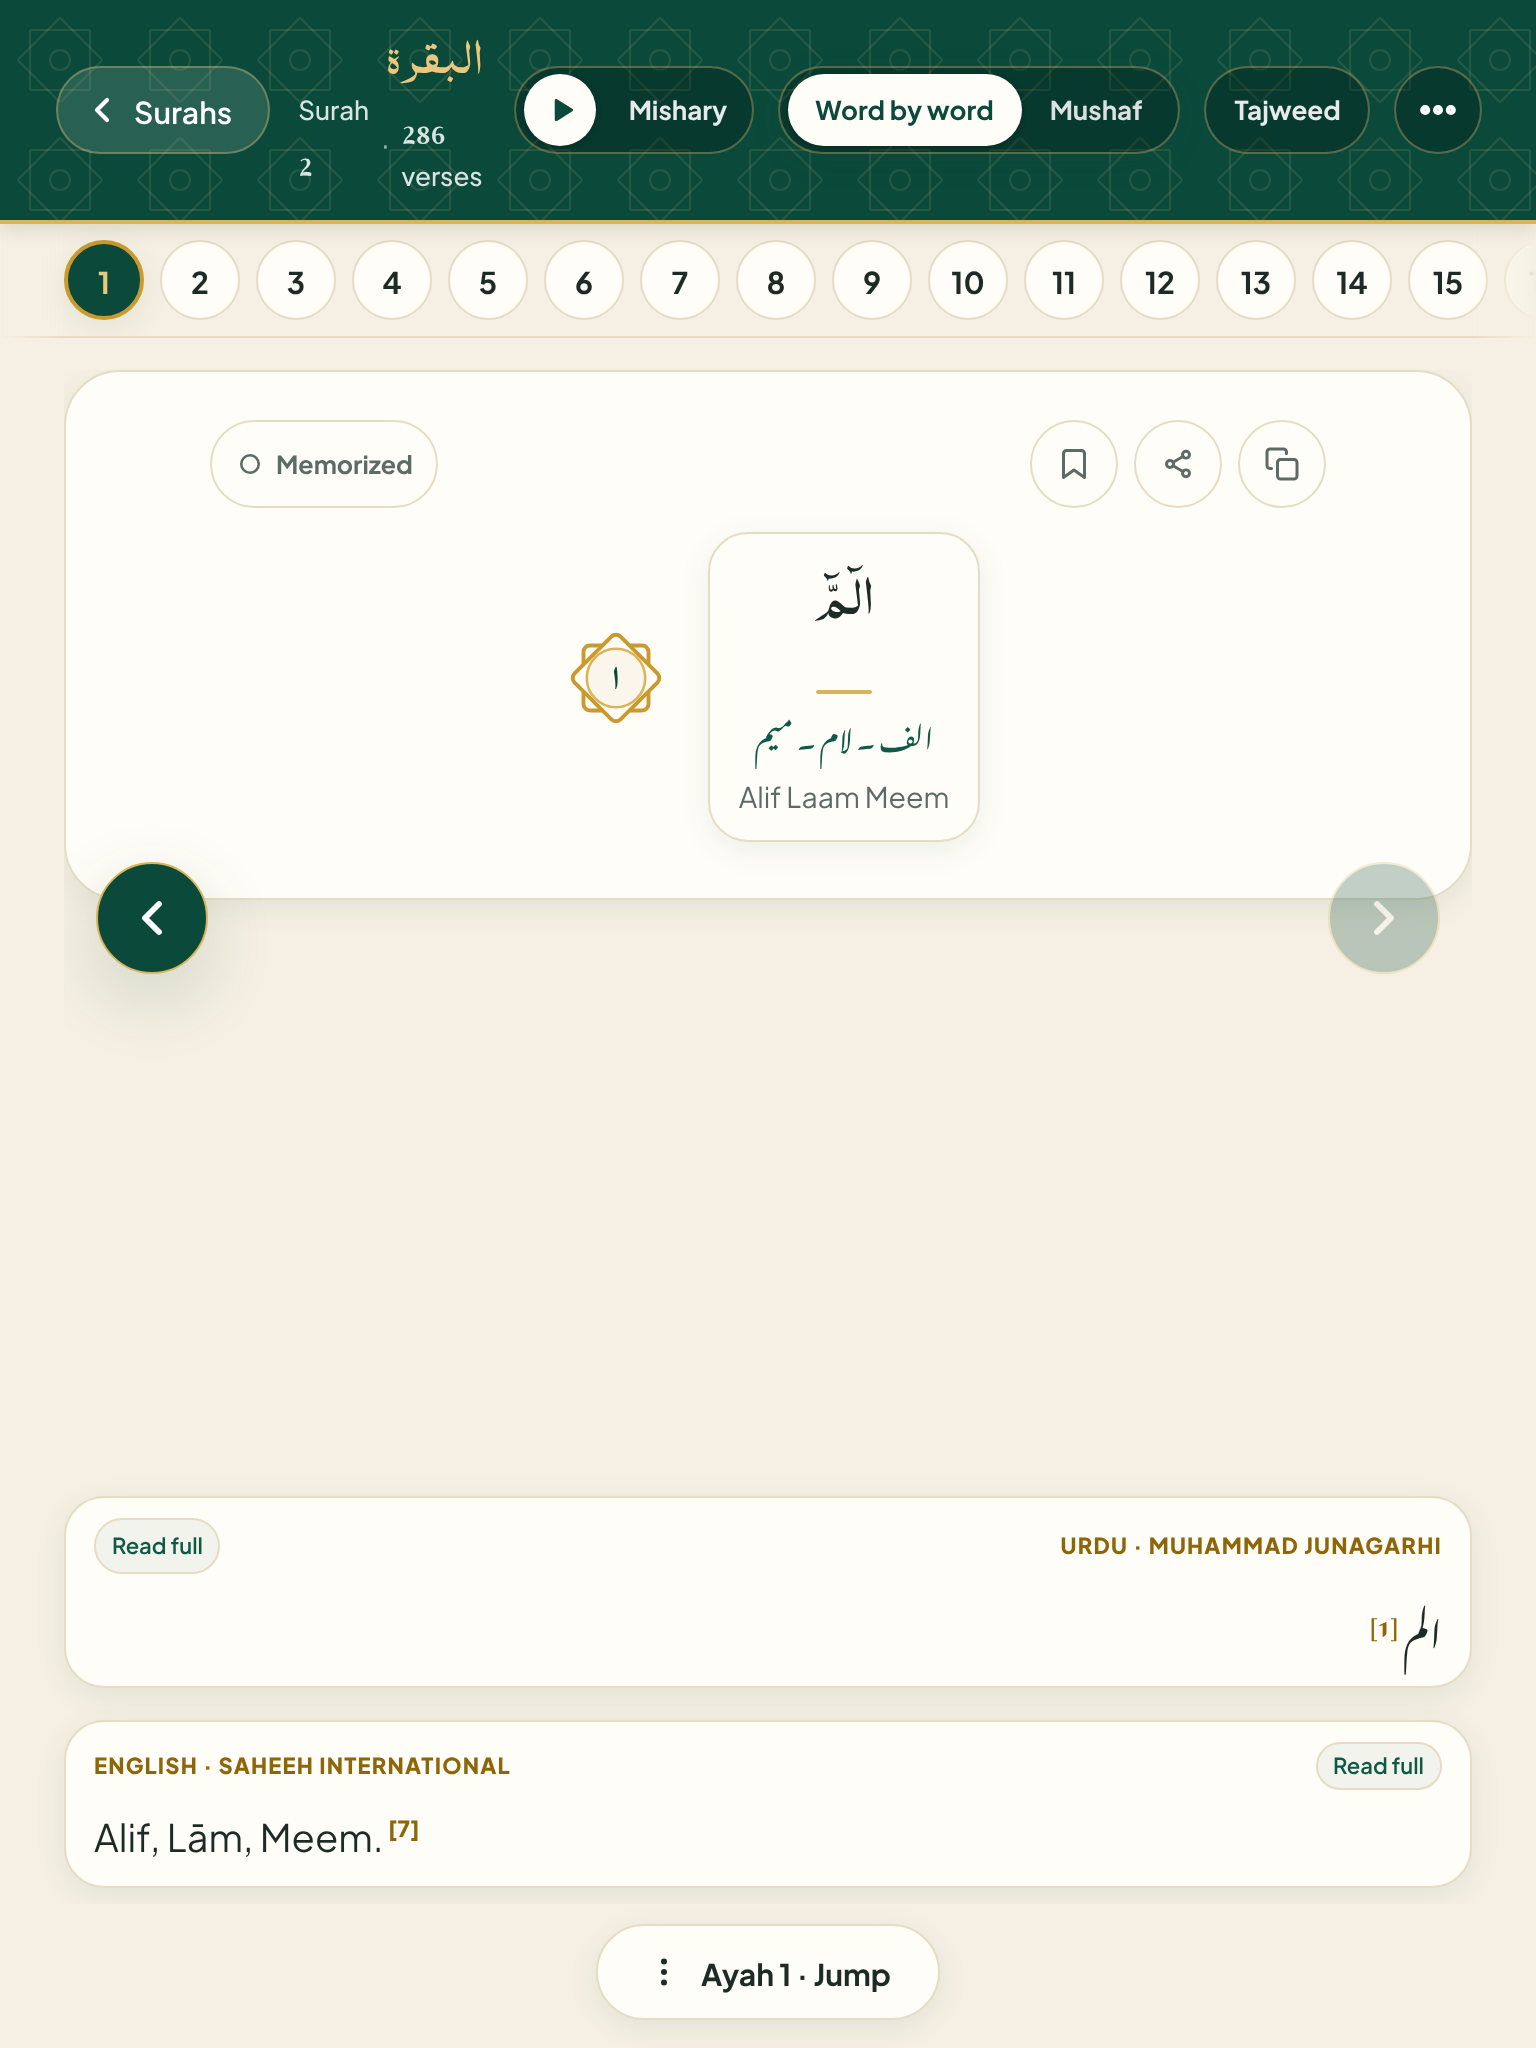 البقرة
Surahs
Surah 2 · 286 verses
Mishary
Word by word
Mushaf
Tajweed
1 2 3 4 5 6 7 8 9 10 11 12 13 14 15
Memorized
الٓمٓ
١
الف ۔ لام ۔ میم
Alif Laam Meem
Read full
URDU · MUHAMMAD JUNAGARHI
الم [1]
ENGLISH · SAHEEH INTERNATIONAL
Read full
Alif, Lām, Meem. [7]
Ayah 1 · Jump